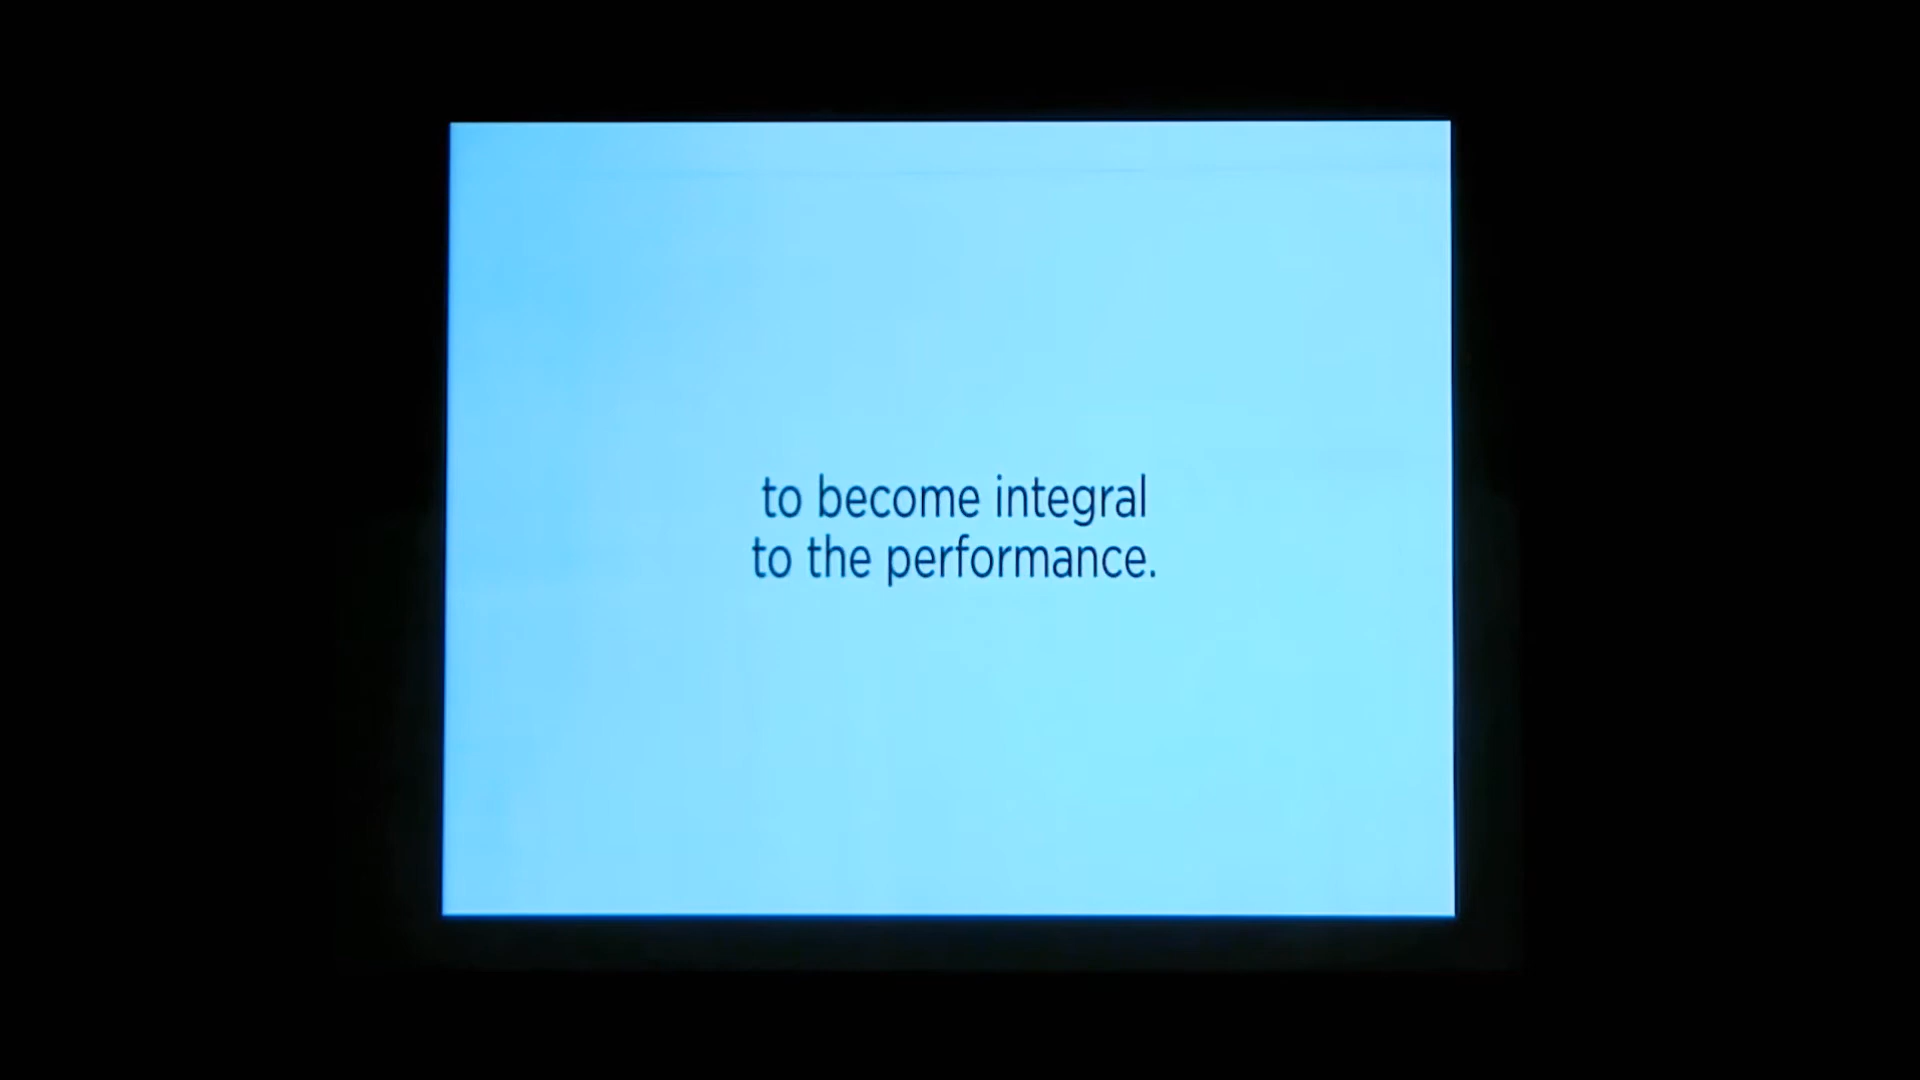 to become integral
to the performance.